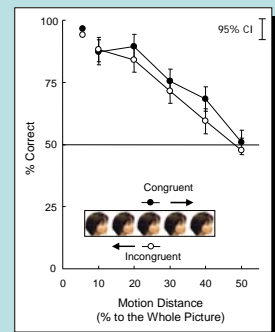 100
95% CI
75
% Correct
50
Congruent
25
Incongruent
0
0 10 20 30 40 50
Motion Distance
(% to the Whole Picture)